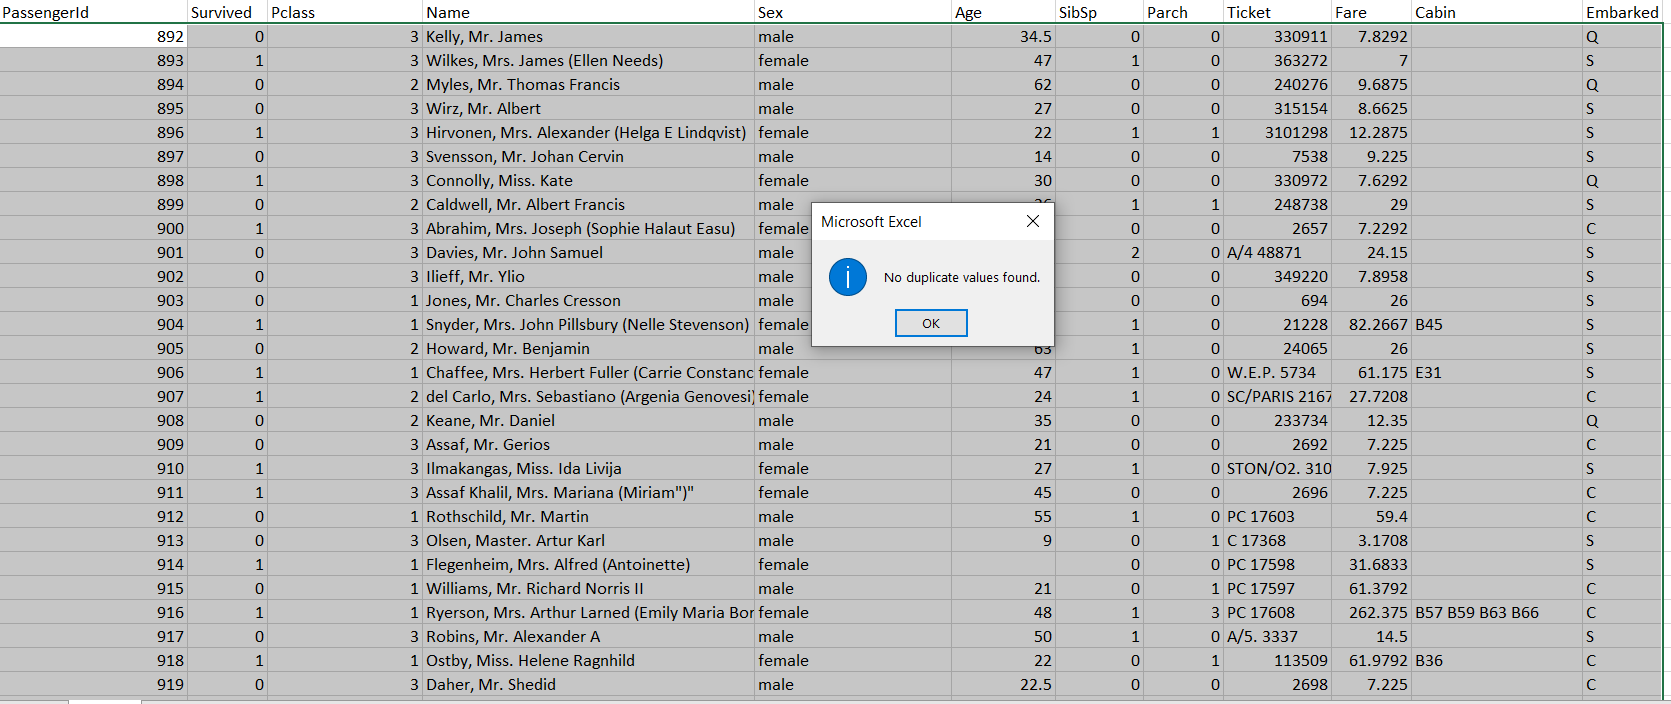 PassengerId Survived Pclass Name Sex Age SibSp Parch Ticket Fare Cabin Embarked
892 0 3 Kelly, Mr. James male 34.5 0 0 330911 7.8292 Q
893 1 3 Wilkes, Mrs. James (Ellen Needs) female 47 1 0 363272 7 S
894 0 2 Myles, Mr. Thomas Francis male 62 0 0 240276 9.6875 Q
895 0 3 Wirz, Mr. Albert male 27 0 0 315154 8.6625 S
896 1 3 Hirvonen, Mrs. Alexander (Helga E Lindqvist) female 22 1 1 3101298 12.2875 S
897 0 3 Svensson, Mr. Johan Cervin male 14 0 0 7538 9.225 S
898 1 3 Connolly, Miss. Kate female 30 0 0 330972 7.6292 Q
899 0 2 Caldwell, Mr. Albert Francis male 1 1 248738 29 S
900 1 3 Abrahim, Mrs. Joseph (Sophie Halaut Easu) female 0 0 2657 7.2292 C
Microsoft Excel
901 0 3 Davies, Mr. John Samuel male 2 0 A/4 48871 24.15 S
902 0 3 Ilieff, Mr. Ylio male 0 0 349220 7.8958 S
No duplicate values found.
903 0 1 Jones, Mr. Charles Cresson male 0 0 694 26 S
904 1 1 Snyder, Mrs. John Pillsbury (Nelle Stevenson) female 1 0 21228 82.2667 B45 S
OK
905 0 2 Howard, Mr. Benjamin male 63 1 0 24065 26 S
906 1 1 Chaffee, Mrs. Herbert Fuller (Carrie Constanc female 47 1 0 W.E.P. 5734 61.175 E31 S
907 1 2 del Carlo, Mrs. Sebastiano (Argenia Genovesi) female 24 1 0 SC/PARIS 2167 27.7208 C
908 0 2 Keane, Mr. Daniel male 35 0 0 233734 12.35 Q
909 0 3 Assaf, Mr. Gerios male 21 0 0 2692 7.225 C
910 1 3 Ilmakangas, Miss. Ida Livija female 27 1 0 STON/O2. 310 7.925 S
911 1 3 Assaf Khalil, Mrs. Mariana (Miriam")" female 45 0 0 2696 7.225 C
912 0 1 Rothschild, Mr. Martin male 55 1 0 PC 17603 59.4 C
913 0 3 Olsen, Master. Artur Karl male 9 0 1 C 17368 3.1708 S
914 1 1 Flegenheim, Mrs. Alfred (Antoinette) female 0 0 PC 17598 31.6833 S
915 0 1 Williams, Mr. Richard Norris II male 21 0 1 PC 17597 61.3792 C
916 1 1 Ryerson, Mrs. Arthur Larned (Emily Maria Bor female 48 1 3 PC 17608 262.375 B57 B59 B63 B66 C
917 0 3 Robins, Mr. Alexander A male 50 1 0 A/5. 3337 14.5 S
918 1 1 Ostby, Miss. Helene Ragnhild female 22 0 1 113509 61.9792 B36 C
919 0 3 Daher, Mr. Shedid male 22.5 0 0 2698 7.225 C